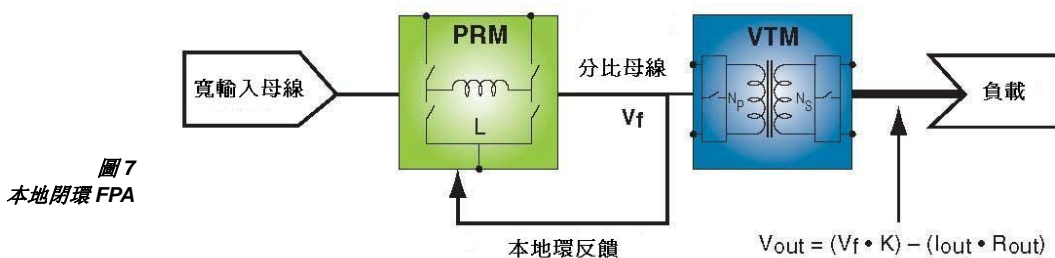 PRM
VTM
寬輸入母線
分比母線
負載
Vf
L
NP
NS
圖 7
本地閉環 FPA
本地環反饋
Vout = (Vf • K) – (Iout • Rout)